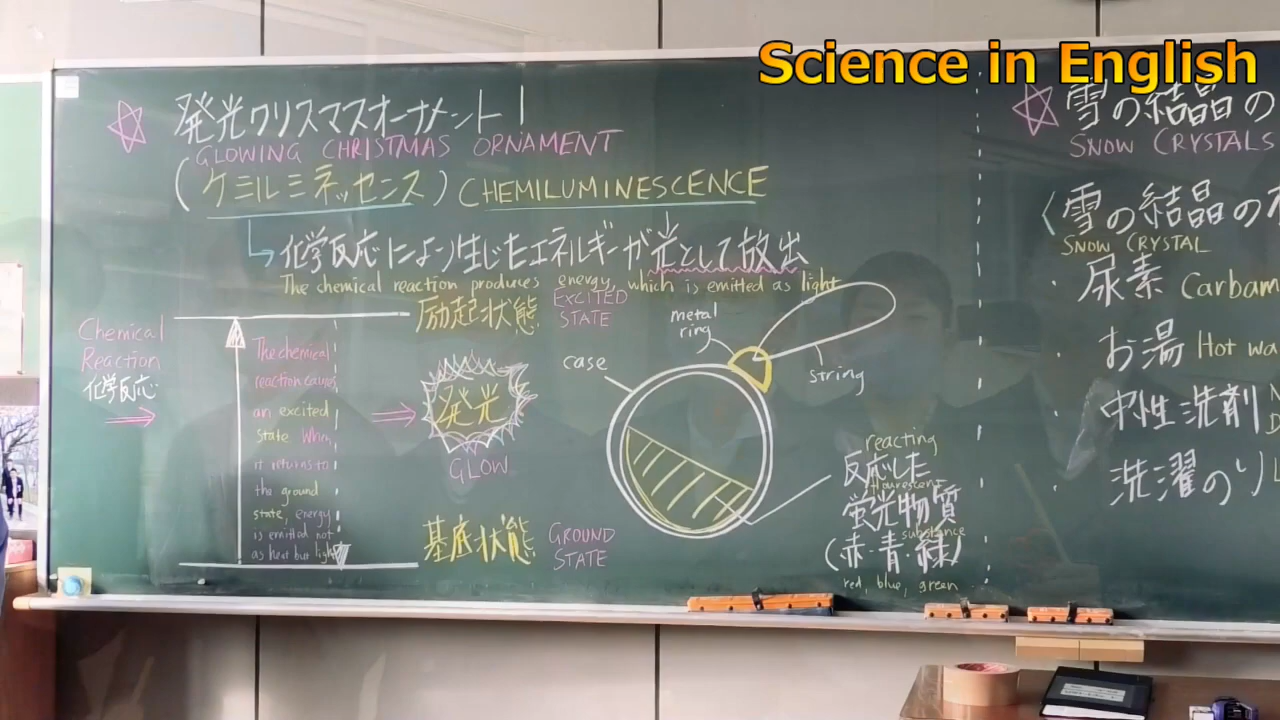 Science in English
発光クリスマスオーナメント!
GLOWING CHRISTMAS ORNAMENT
(ケミルミネッセンス) CHEMILUMINESCENCE
化学反応により生じたエネルギーが光として放出
The chemical reaction produces energy, which is emitted as light
励起状態
EXCITED
STATE
Chemical
Reaction
化学反応
The chemical
reaction causes
an excited
state When
it returns to
the ground
state, energy
is emitted not
as heat but light
発光
GLOW
基底状態
GROUND
STATE
metal
ring
case
string
reacting
反応した
flourescent
蛍光物質
substance
(赤・青・緑)
red, blue, green
雪の結晶の
SNOW CRYSTALS
雪の結晶の
SNOW CRYSTAL
・尿素 Carbam
・お湯 Hot wa
・中性洗剤
・洗濯のり